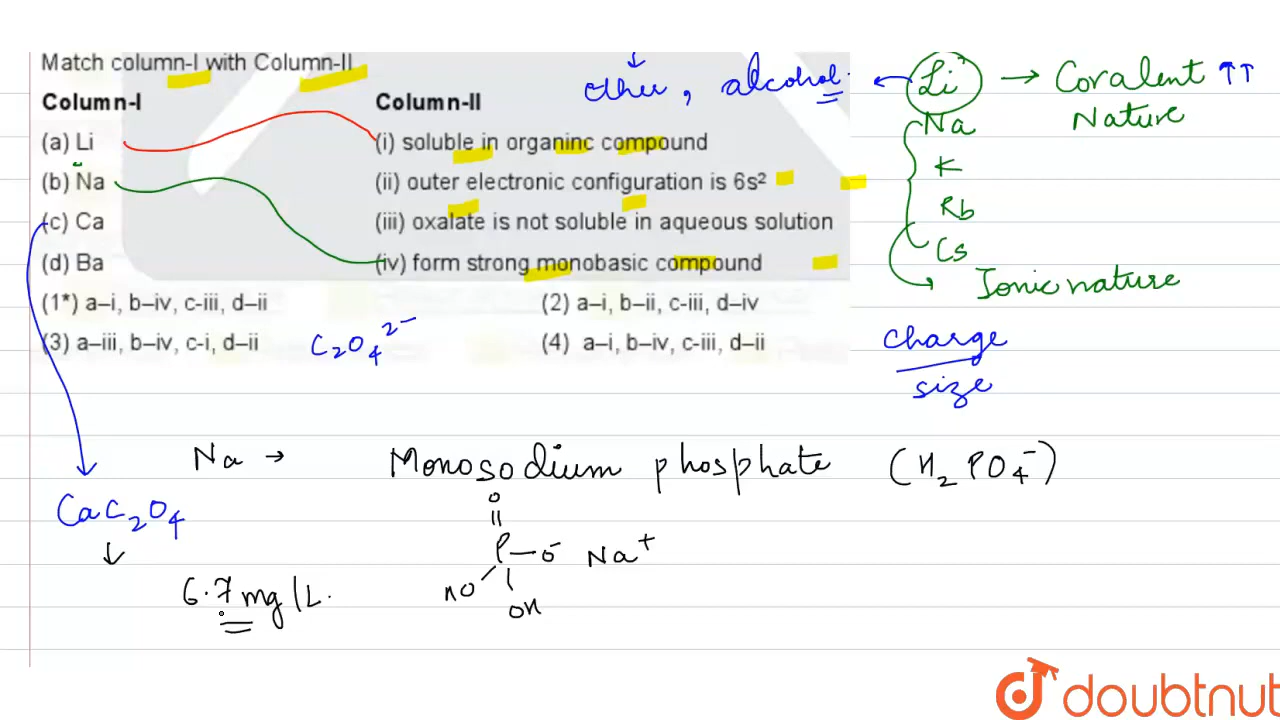 Match column-I with Column-II
ether, alcohol ← Li → Covalent ↑↑
Nature
Column-I Column-II
(a) Li (i) soluble in organinc compound
(b) Na (ii) outer electronic configuration is 6s²
(c) Ca (iii) oxalate is not soluble in aqueous solution
(d) Ba (iv) form strong monobasic compound
Na
K
Rb
Cs
Ionic nature
(1*) a–i, b–iv, c-iii, d–ii (2) a–i, b–ii, c-iii, d–iv
(3) a–iii, b–iv, c-i, d–ii (4) a–i, b–iv, c-iii, d–ii
C₂O₄²⁻
charge
size
Na → Monosodium phosphate (H₂PO₄⁻)
CaC₂O₄
↓
O
||
P–O⁻ Na⁺
HO
OH
6.7 mg/L.
doubtnut